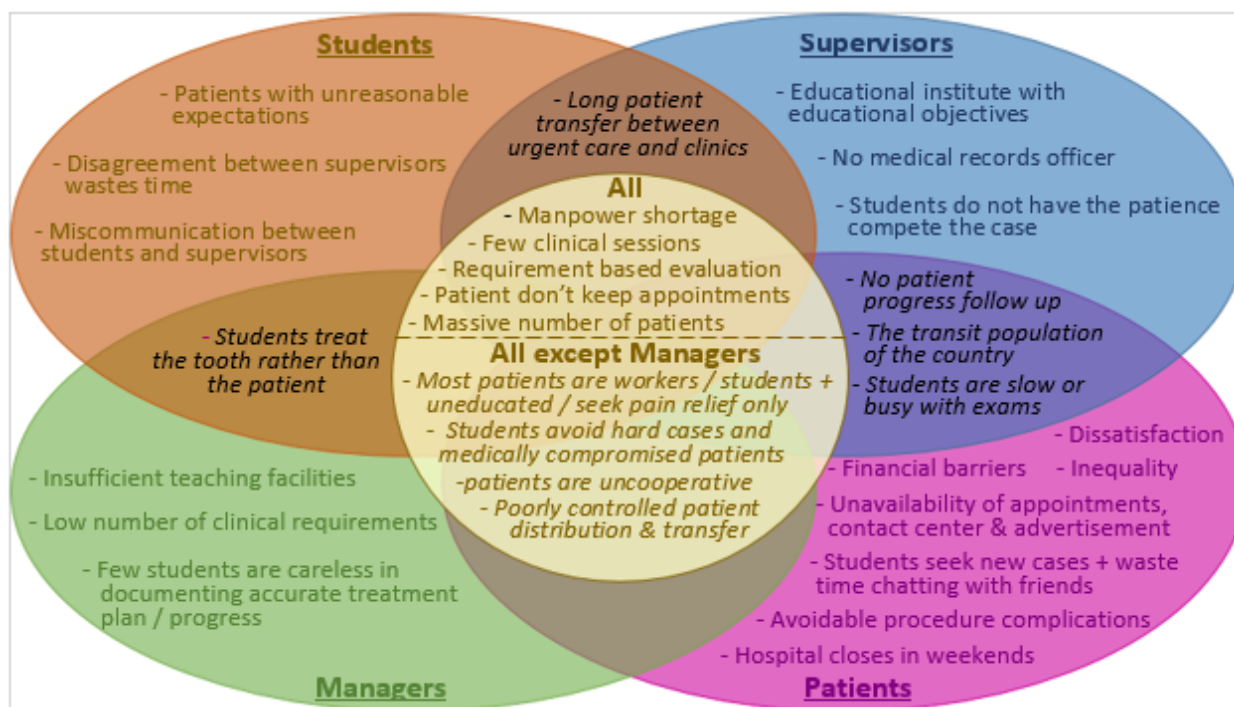 Students
- Patients with unreasonable
expectations
- Disagreement between supervisors
wastes time
- Miscommunication between
students and supervisors
- Long patient
transfer between
urgent care and clinics
Supervisors
- Educational institute with
educational objectives
- No medical records officer
- Students do not have the patience
compete the case
All
- Manpower shortage
- Few clinical sessions
- Requirement based evaluation
- Patient don’t keep appointments
- Massive number of patients
All except Managers
- Most patients are workers / students +
uneducated / seek pain relief only
- Students avoid hard cases and
medically compromised patients
-patients are uncooperative
- Poorly controlled patient
distribution & transfer
- Students treat
the tooth rather than
the patient
- No patient
progress follow up
- The transit population
of the country
- Students are slow or
busy with exams
- Insufficient teaching facilities
- Low number of clinical requirements
- Few students are careless in
documenting accurate treatment
plan / progress
Managers
- Dissatisfaction
- Financial barriers - Inequality
- Unavailability of appointments,
contact center & advertisement
- Students seek new cases + waste
time chatting with friends
- Avoidable procedure complications
- Hospital closes in weekends
Patients